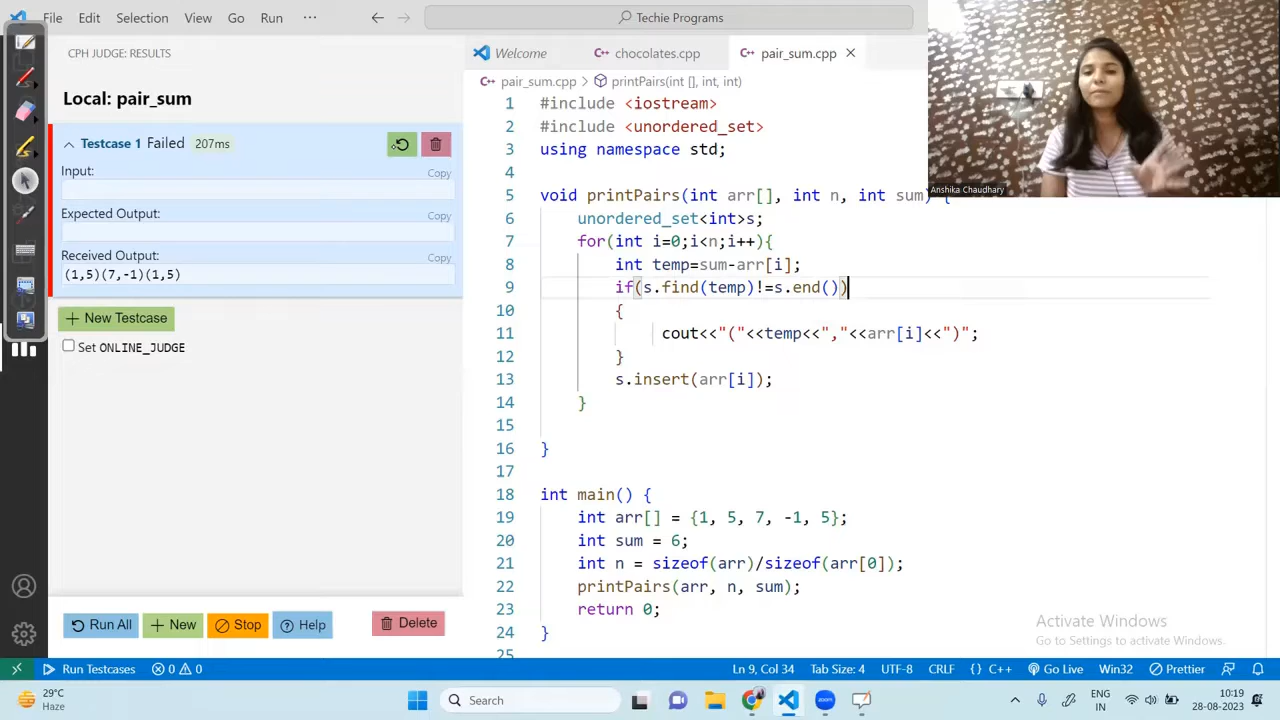 File Edit Selection View Go Run ··· Techie Programs
CPH JUDGE: RESULTS
Local: pair_sum
Testcase 1 Failed 207ms
Input:
Copy
Expected Output:
Copy
Received Output:
Copy
(1,5)(7,-1)(1,5)
New Testcase
Set ONLINE_JUDGE
Run All New Stop Help Delete
Welcome chocolates.cpp pair_sum.cpp
pair_sum.cpp > printPairs(int [], int, int)
1 #include <iostream>
2 #include <unordered_set>
3 using namespace std;
4
5 void printPairs(int arr[], int n, int sum) {
6 unordered_set<int>s;
7 for(int i=0;i<n;i++){
8 int temp=sum-arr[i];
9 if(s.find(temp)!=s.end())
10 {
11 cout<<"("<<temp<<","<<arr[i]<<")";
12 }
13 s.insert(arr[i]);
14 }
15
16 }
17
18 int main() {
19 int arr[] = {1, 5, 7, -1, 5};
20 int sum = 6;
21 int n = sizeof(arr)/sizeof(arr[0]);
22 printPairs(arr, n, sum);
23 return 0;
24 }
25
Anshika Chaudhary
Activate Windows
Go to Settings to activate Windows.
Run Testcases 0 0 Ln 9, Col 34 Tab Size: 4 UTF-8 CRLF {} C++ Go Live Win32 Prettier
29°C
Haze
Search
zoom
ENG
IN
10:19
28-08-2023